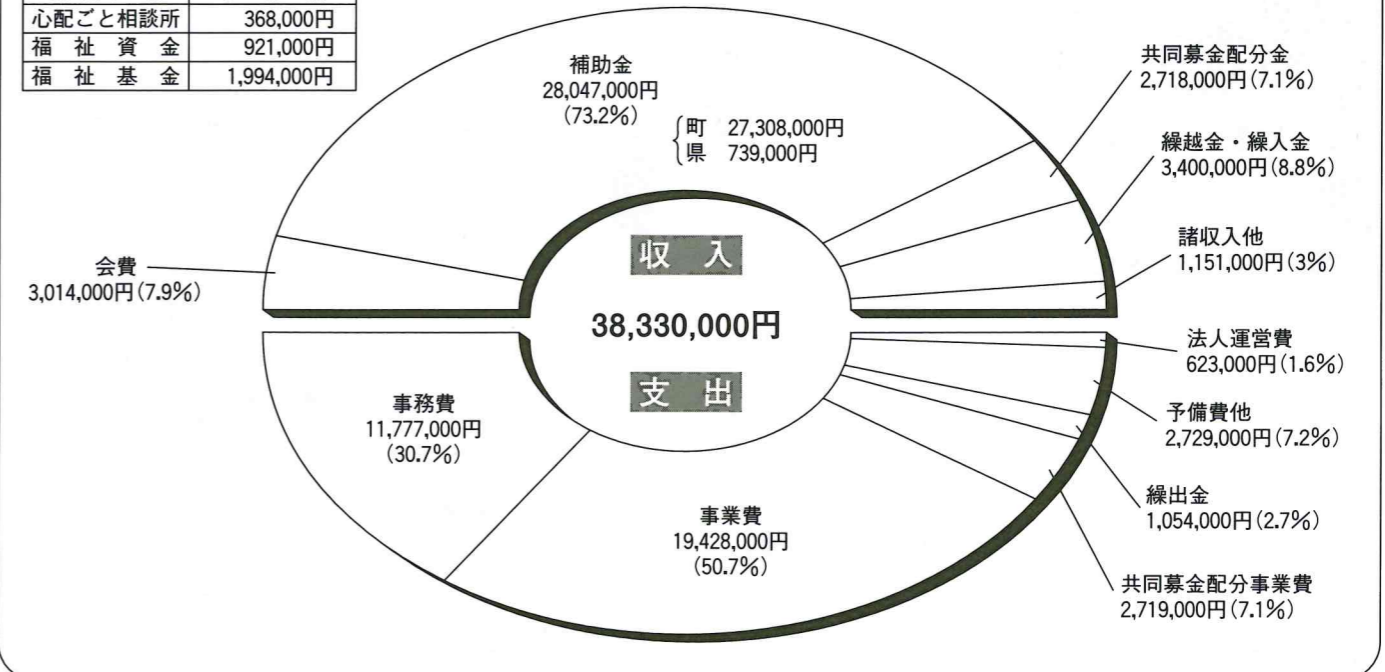 心配ごと相談所 368,000円
福祉資金 921,000円
福祉基金 1,994,000円
補助金
28,047,000円
(73.2%)
町 27,308,000円
県 739,000円
共同募金配分金
2,718,000円(7.1%)
繰越金・繰入金
3,400,000円(8.8%)
諸収入他
1,151,000円(3%)
会費
3,014,000円(7.9%)
収入
38,330,000円
支出
法人運営費
623,000円(1.6%)
予備費他
2,729,000円(7.2%)
繰出金
1,054,000円(2.7%)
共同募金配分事業費
2,719,000円(7.1%)
事務費
11,777,000円
(30.7%)
事業費
19,428,000円
(50.7%)